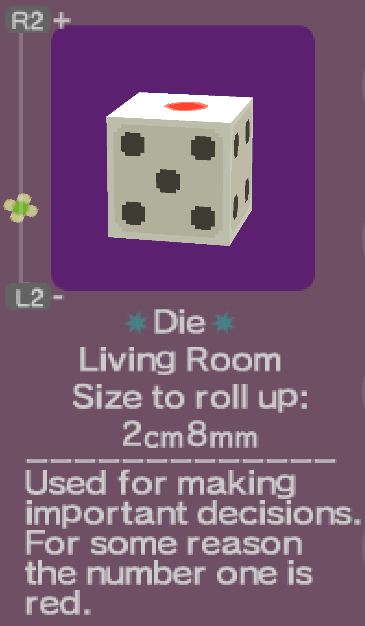 R2 +
L2 -
Die
Living Room
Size to roll up:
2cm8mm
Used for making
important decisions.
For some reason
the number one is
red.